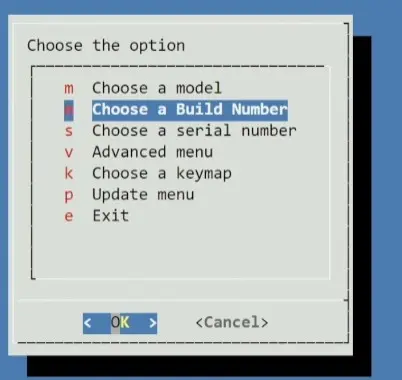 Choose the option
m Choose a model
Choose a Build Number
s Choose a serial number
v Advanced menu
k Choose a keymap
p Update menu
e Exit
< OK > <Cancel>